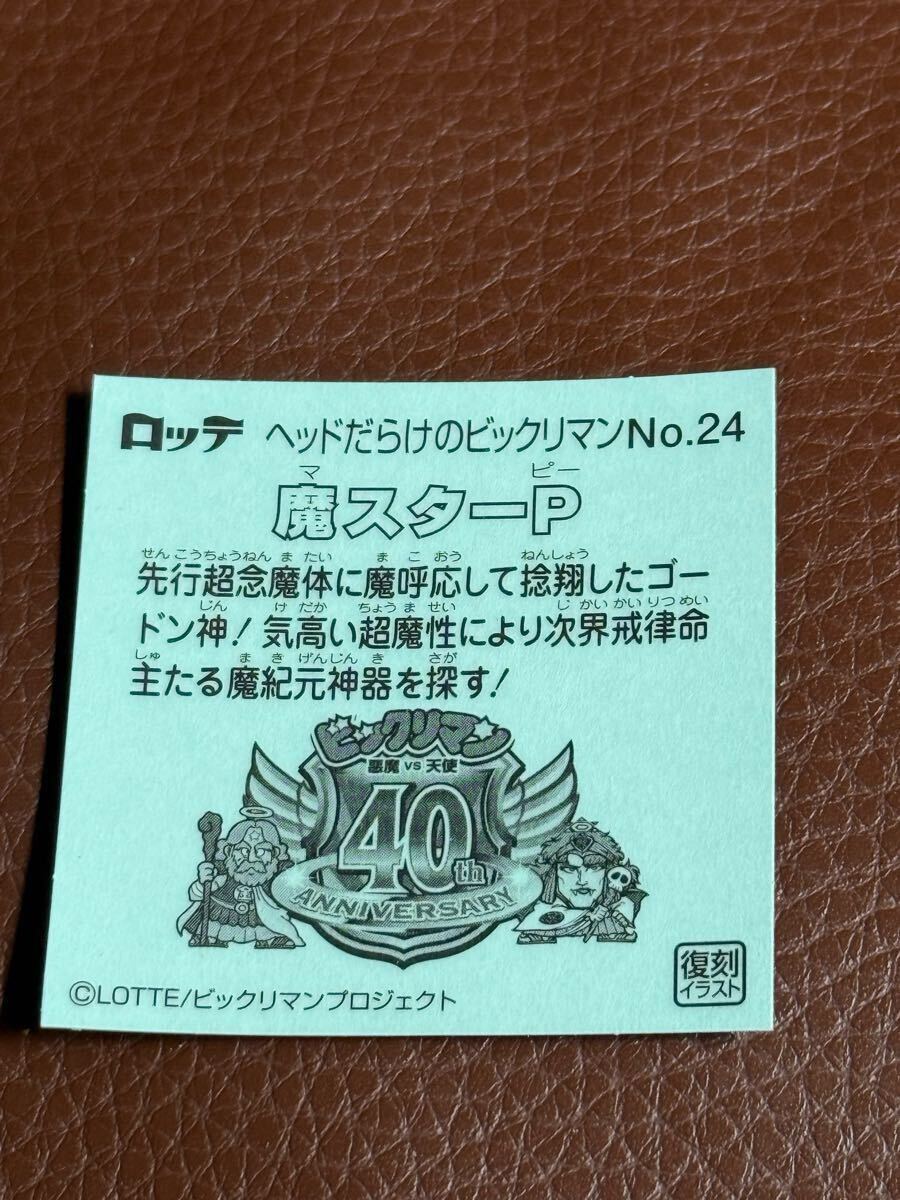 ロッテ ヘッドだらけのビックリマンNo.24
マ ピー
魔スターP
せんこうちょうねん ま たい ま こ おう ねんしょう
先行超念魔体に魔呼応して捻翔したゴー
じん け だか ちょう ま せい じ かい かい りつ めい
ドン神！気高い超魔性により次界戒律命
しゅ ま き げんじん き さが
主たる魔紀元神器を探す！
ビックリマン
悪魔 VS 天使
40th
ANNIVERSARY
復刻
イラスト
©LOTTE/ビックリマンプロジェクト